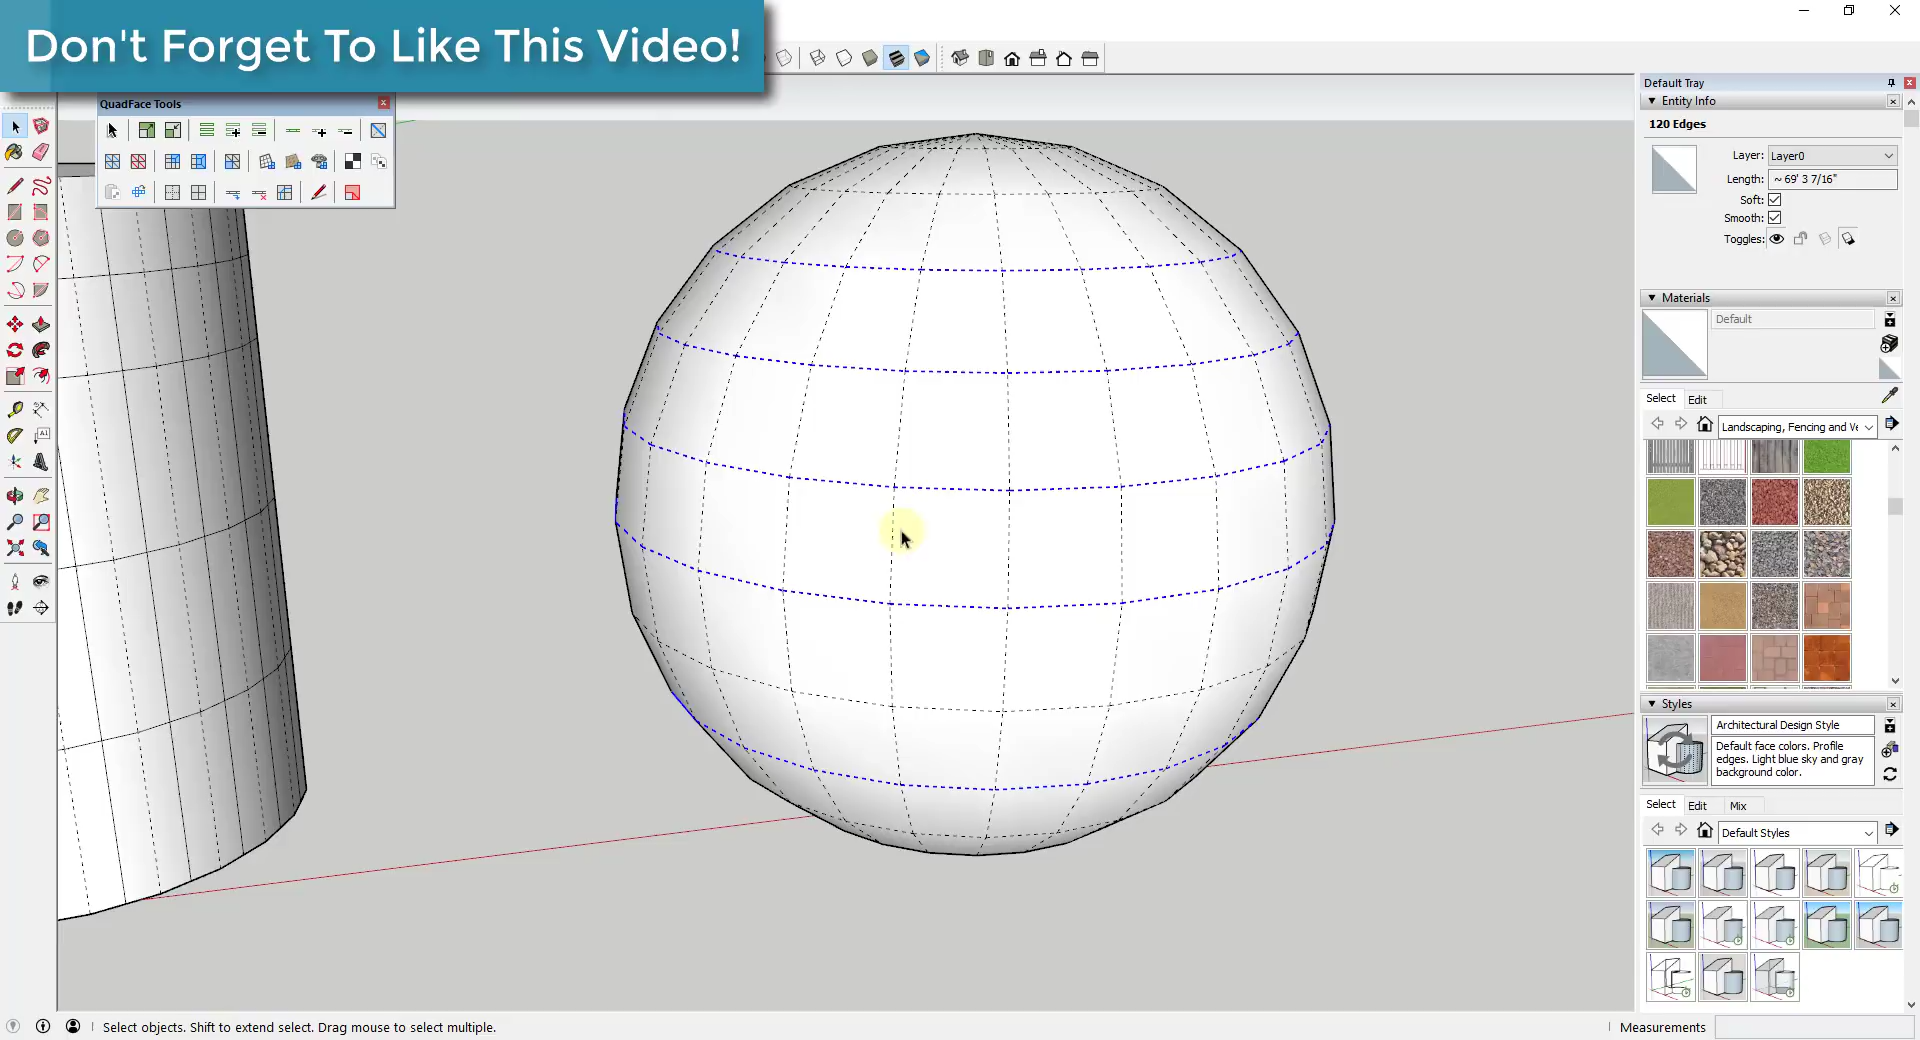 Don't Forget To Like This Video!
QuadFace Tools
Default Tray
Entity Info
120 Edges
Layer: Layer0
Length: ~ 69' 3 7/16"
Soft:
Smooth:
Toggles:
Materials
Default
Select Edit
Landscaping, Fencing and Ve
Styles
Architectural Design Style
Default face colors. Profile
edges. Light blue sky and gray
background color.
Select Edit Mix
Default Styles
Select objects. Shift to extend select. Drag mouse to select multiple.
Measurements